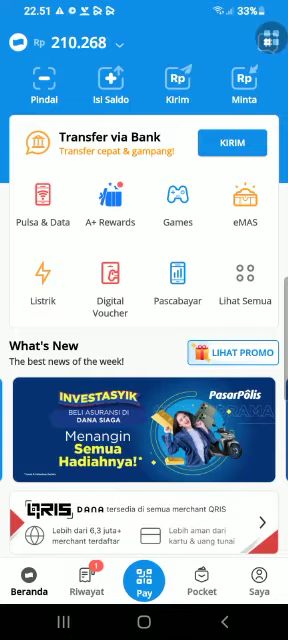 22.51
33%
Rp 210.268
Pindai
Isi Saldo
Kirim
Minta
Transfer via Bank
Transfer cepat & gampang!
KIRIM
Pulsa & Data
A+ Rewards
Games
eMAS
Listrik
Digital
Voucher
Pascabayar
Lihat Semua
What's New
The best news of the week!
LIHAT PROMO
INVESTASYIK
BELI ASURANSI DI
DANA SIAGA
Menangin
Semua
Hadiahnya!*
PasarPolis
QRIS DANA tersedia di semua merchant QRIS
Lebih dari 6,3 juta+
merchant terdaftar
Lebih aman dari
kartu & uang tunai
1
Beranda
Riwayat
Pay
Pocket
Saya